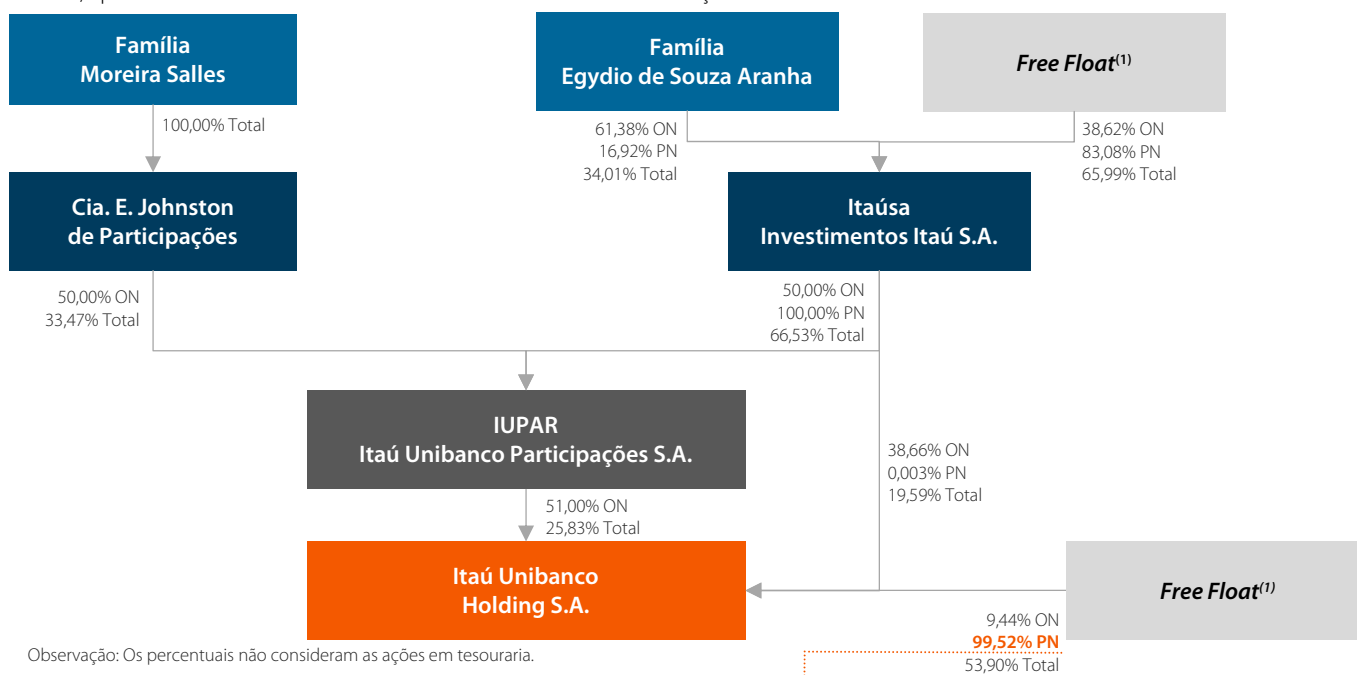 Família
Moreira Salles
Família
Egydio de Souza Aranha
Free Float(1)
100,00% Total
61,38% ON
16,92% PN
34,01% Total
38,62% ON
83,08% PN
65,99% Total
Cia. E. Johnston
de Participações
Itaúsa
Investimentos Itaú S.A.
50,00% ON
33,47% Total
50,00% ON
100,00% PN
66,53% Total
IUPAR
Itaú Unibanco Participações S.A.
38,66% ON
0,003% PN
19,59% Total
51,00% ON
25,83% Total
Itaú Unibanco
Holding S.A.
Free Float(1)
9,44% ON
99,52% PN
53,90% Total
Observação: Os percentuais não consideram as ações em tesouraria.